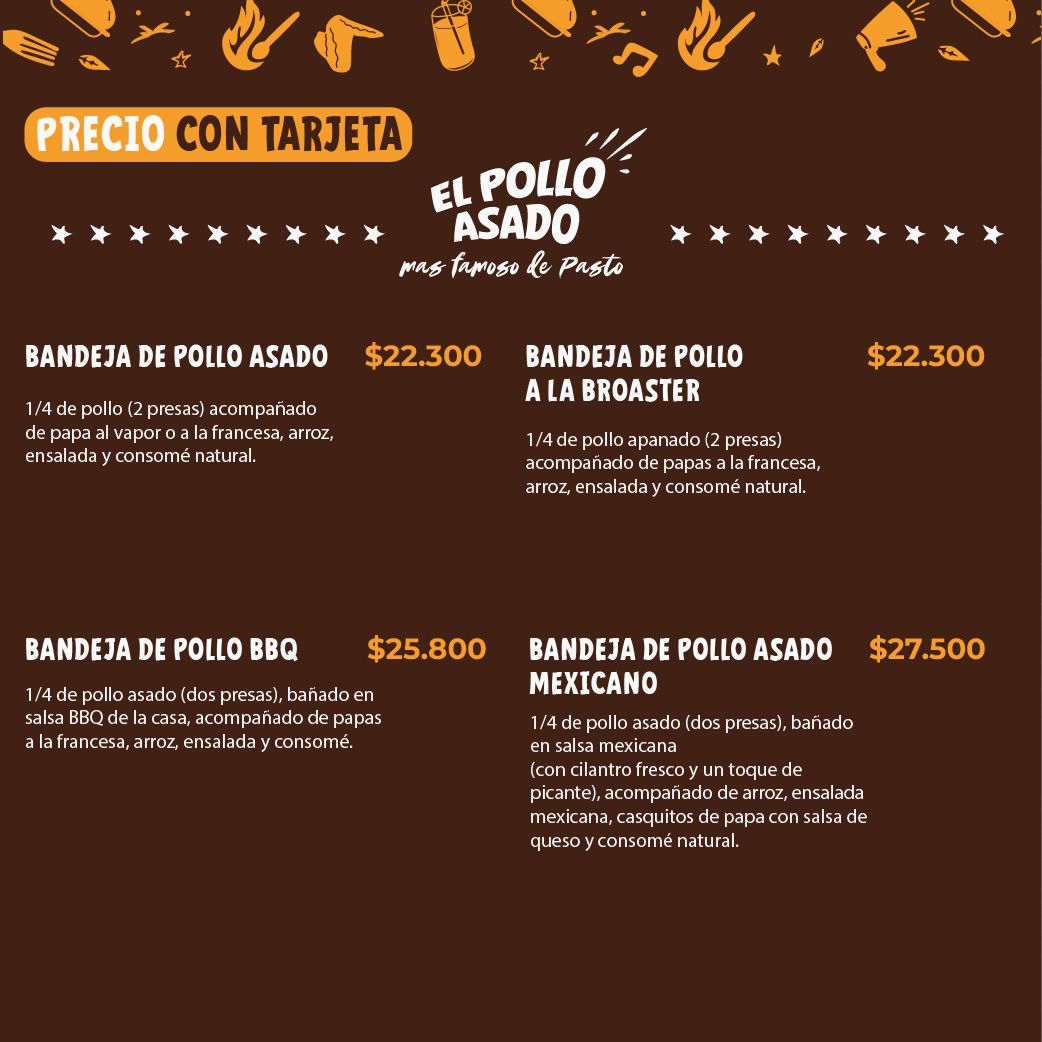 PRECIO CON TARJETA
EL POLLO
ASADO
mas famoso de Pasto
BANDEJA DE POLLO ASADO $22.300
1/4 de pollo (2 presas) acompañado
de papa al vapor o a la francesa, arroz,
ensalada y consomé natural.
BANDEJA DE POLLO $22.300
A LA BROASTER
1/4 de pollo apanado (2 presas)
acompañado de papas a la francesa,
arroz, ensalada y consomé natural.
BANDEJA DE POLLO BBQ $25.800
1/4 de pollo asado (dos presas), bañado en
salsa BBQ de la casa, acompañado de papas
a la francesa, arroz, ensalada y consomé.
BANDEJA DE POLLO ASADO $27.500
MEXICANO
1/4 de pollo asado (dos presas), bañado
en salsa mexicana
(con cilantro fresco y un toque de
picante), acompañado de arroz, ensalada
mexicana, casquitos de papa con salsa de
queso y consomé natural.